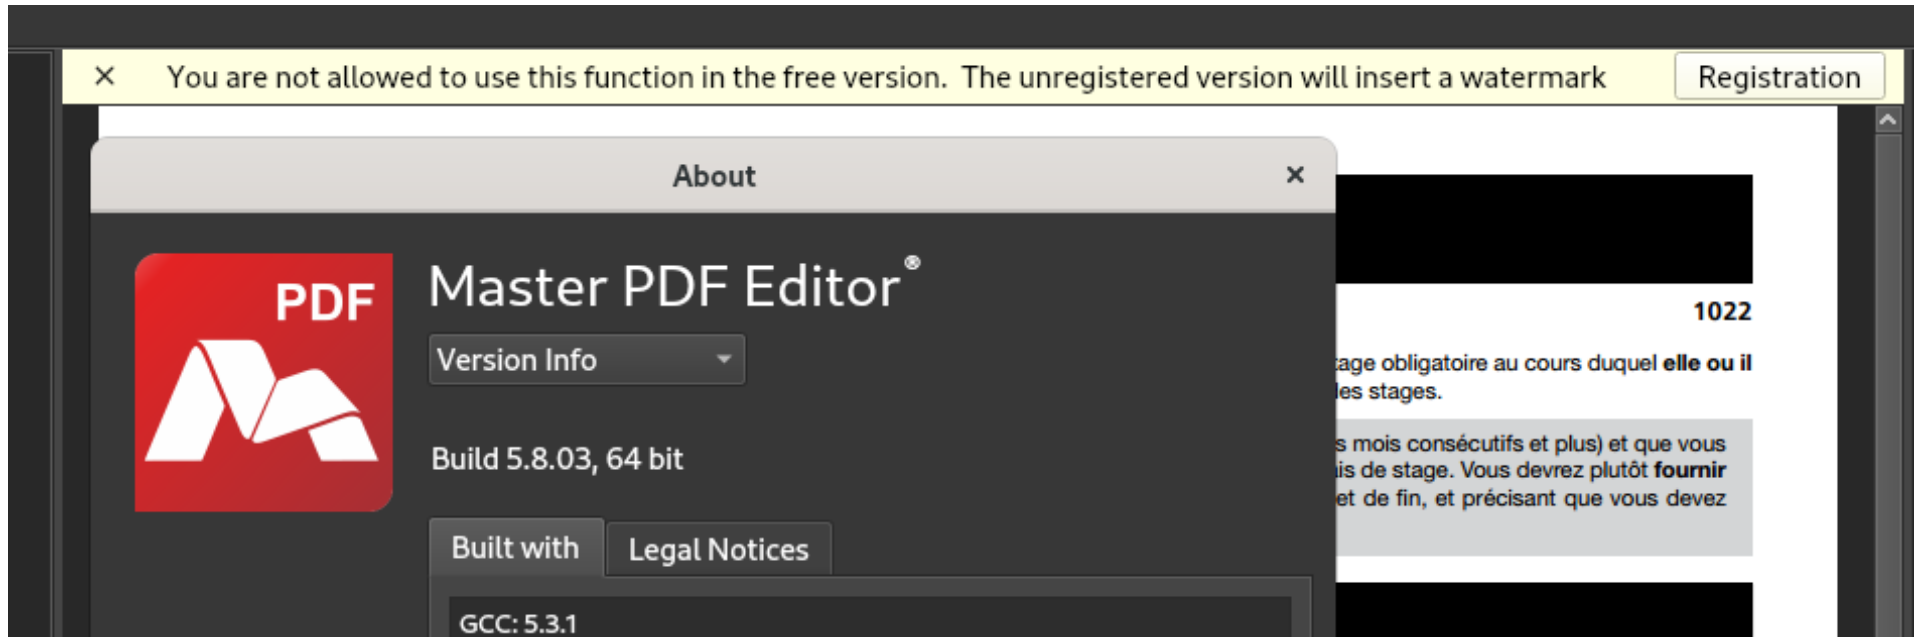 × You are not allowed to use this function in the free version.  The unregistered version will insert a watermark Registration
About ×
PDF
Master PDF Editor®
Version Info
Build 5.8.03, 64 bit
Built with Legal Notices
GCC: 5.3.1
1022
age obligatoire au cours duquel elle ou il
les stages.
s mois consécutifs et plus) et que vous
is de stage. Vous devrez plutôt fournir
et de fin, et précisant que vous devez